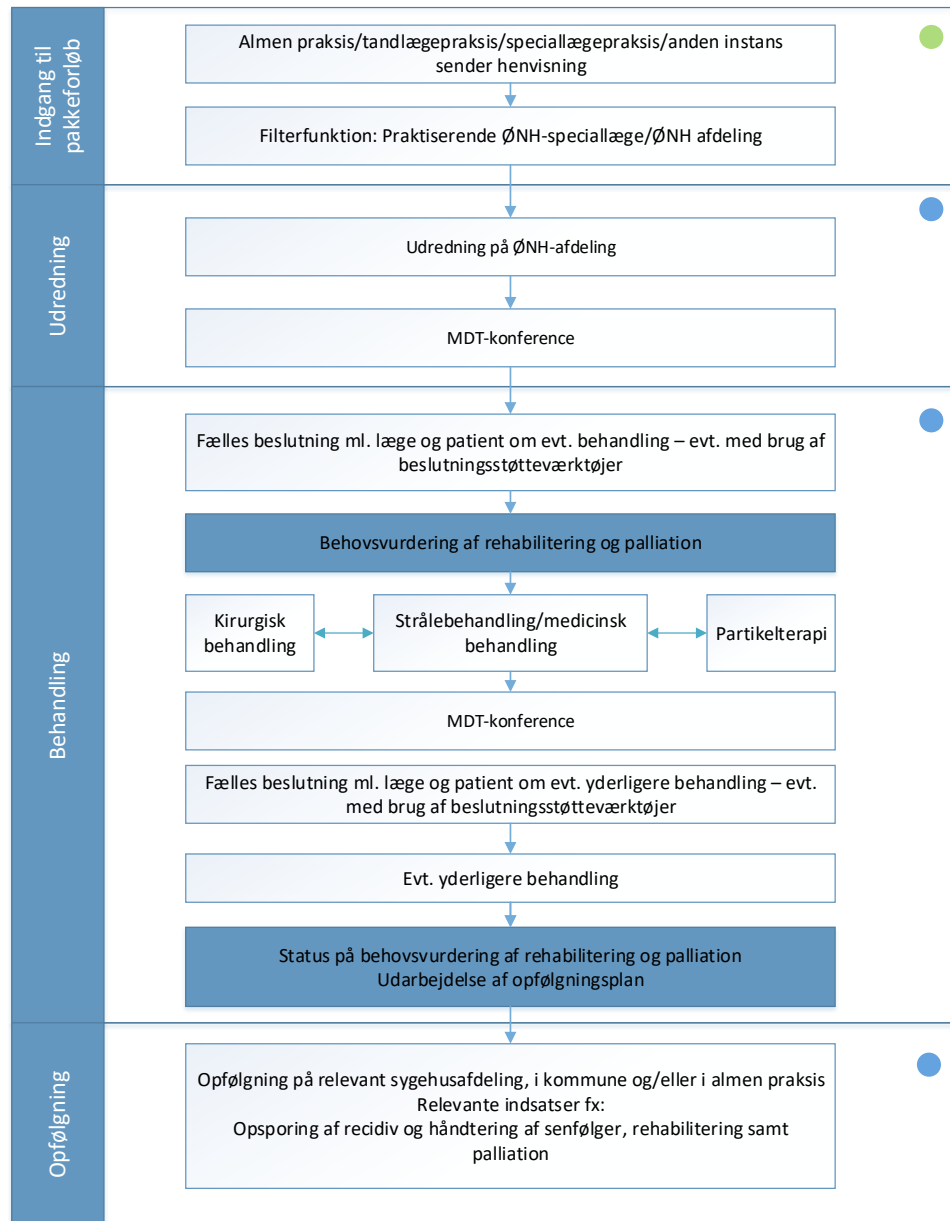 Indgang til
pakkeforløb
Almen praksis/tandlægepraksis/speciallægepraksis/anden instans
sender henvisning
Filterfunktion: Praktiserende ØNH-speciallæge/ØNH afdeling
Udredning
Udredning på ØNH-afdeling
MDT-konference
Behandling
Fælles beslutning ml. læge og patient om evt. behandling – evt. med brug af
beslutningsstøtteværktøjer
Behovsvurdering af rehabilitering og palliation
Kirurgisk
behandling
Strålebehandling/medicinsk
behandling
Partikelterapi
MDT-konference
Fælles beslutning ml. læge og patient om evt. yderligere behandling – evt.
med brug af beslutningsstøtteværktøjer
Evt. yderligere behandling
Status på behovsvurdering af rehabilitering og palliation
Udarbejdelse af opfølgningsplan
Opfølgning
Opfølgning på relevant sygehusafdeling, i kommune og/eller i almen praksis
Relevante indsatser fx:
Opsporing af recidiv og håndtering af senfølger, rehabilitering samt
palliation